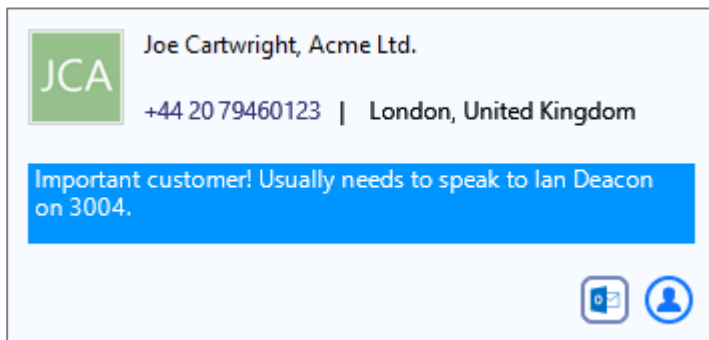 JCA
Joe Cartwright, Acme Ltd.
+44 20 79460123 | London, United Kingdom
Important customer! Usually needs to speak to Ian Deacon
on 3004.